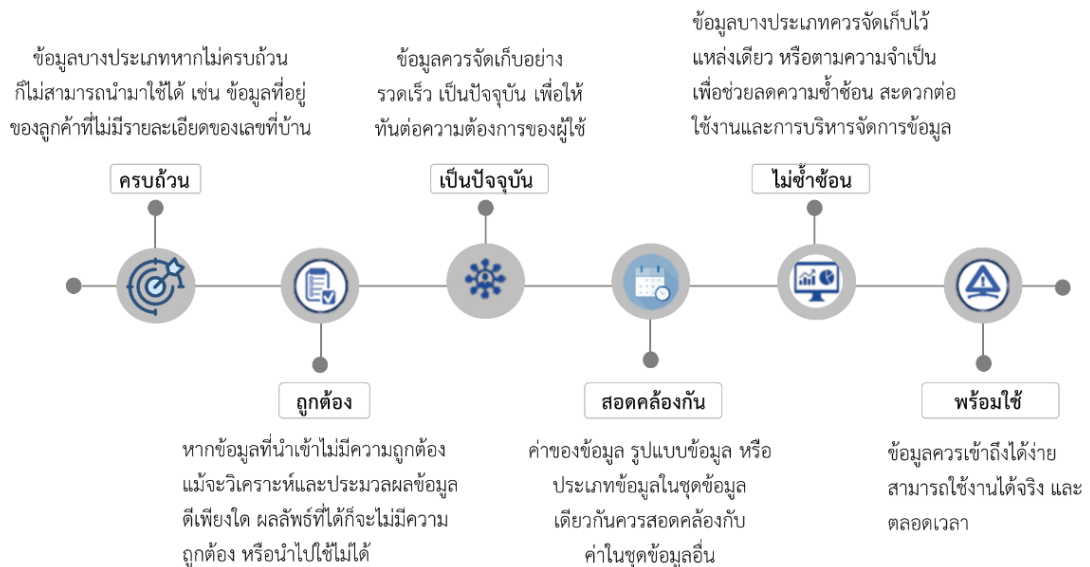 ข้อมูลบางประเภทหากไม่ครบถ้วน
ก็ไม่สามารถนำมาใช้ได้ เช่น ข้อมูลที่อยู่
ของลูกค้าที่ไม่มีรายละเอียดของเลขที่บ้าน
ครบถ้วน
ข้อมูลควรจัดเก็บอย่าง
รวดเร็ว เป็นปัจจุบัน เพื่อให้
ทันต่อความต้องการของผู้ใช้
เป็นปัจจุบัน
ข้อมูลบางประเภทควรจัดเก็บไว้
แหล่งเดียว หรือตามความจำเป็น
เพื่อช่วยลดความซ้ำซ้อน สะดวกต่อ
ใช้งานและการบริหารจัดการข้อมูล
ไม่ซ้ำซ้อน
ถูกต้อง
หากข้อมูลที่นำเข้าไม่มีความถูกต้อง
แม้จะวิเคราะห์และประมวลผลข้อมูล
ดีเพียงใด ผลลัพธ์ที่ได้ก็จะไม่มีความ
ถูกต้อง หรือนำไปใช้ไม่ได้
สอดคล้องกัน
ค่าของข้อมูล รูปแบบข้อมูล หรือ
ประเภทข้อมูลในชุดข้อมูล
เดียวกันควรสอดคล้องกับ
ค่าในชุดข้อมูลอื่น
พร้อมใช้
ข้อมูลควรเข้าถึงได้ง่าย
สามารถใช้งานได้จริง และ
ตลอดเวลา